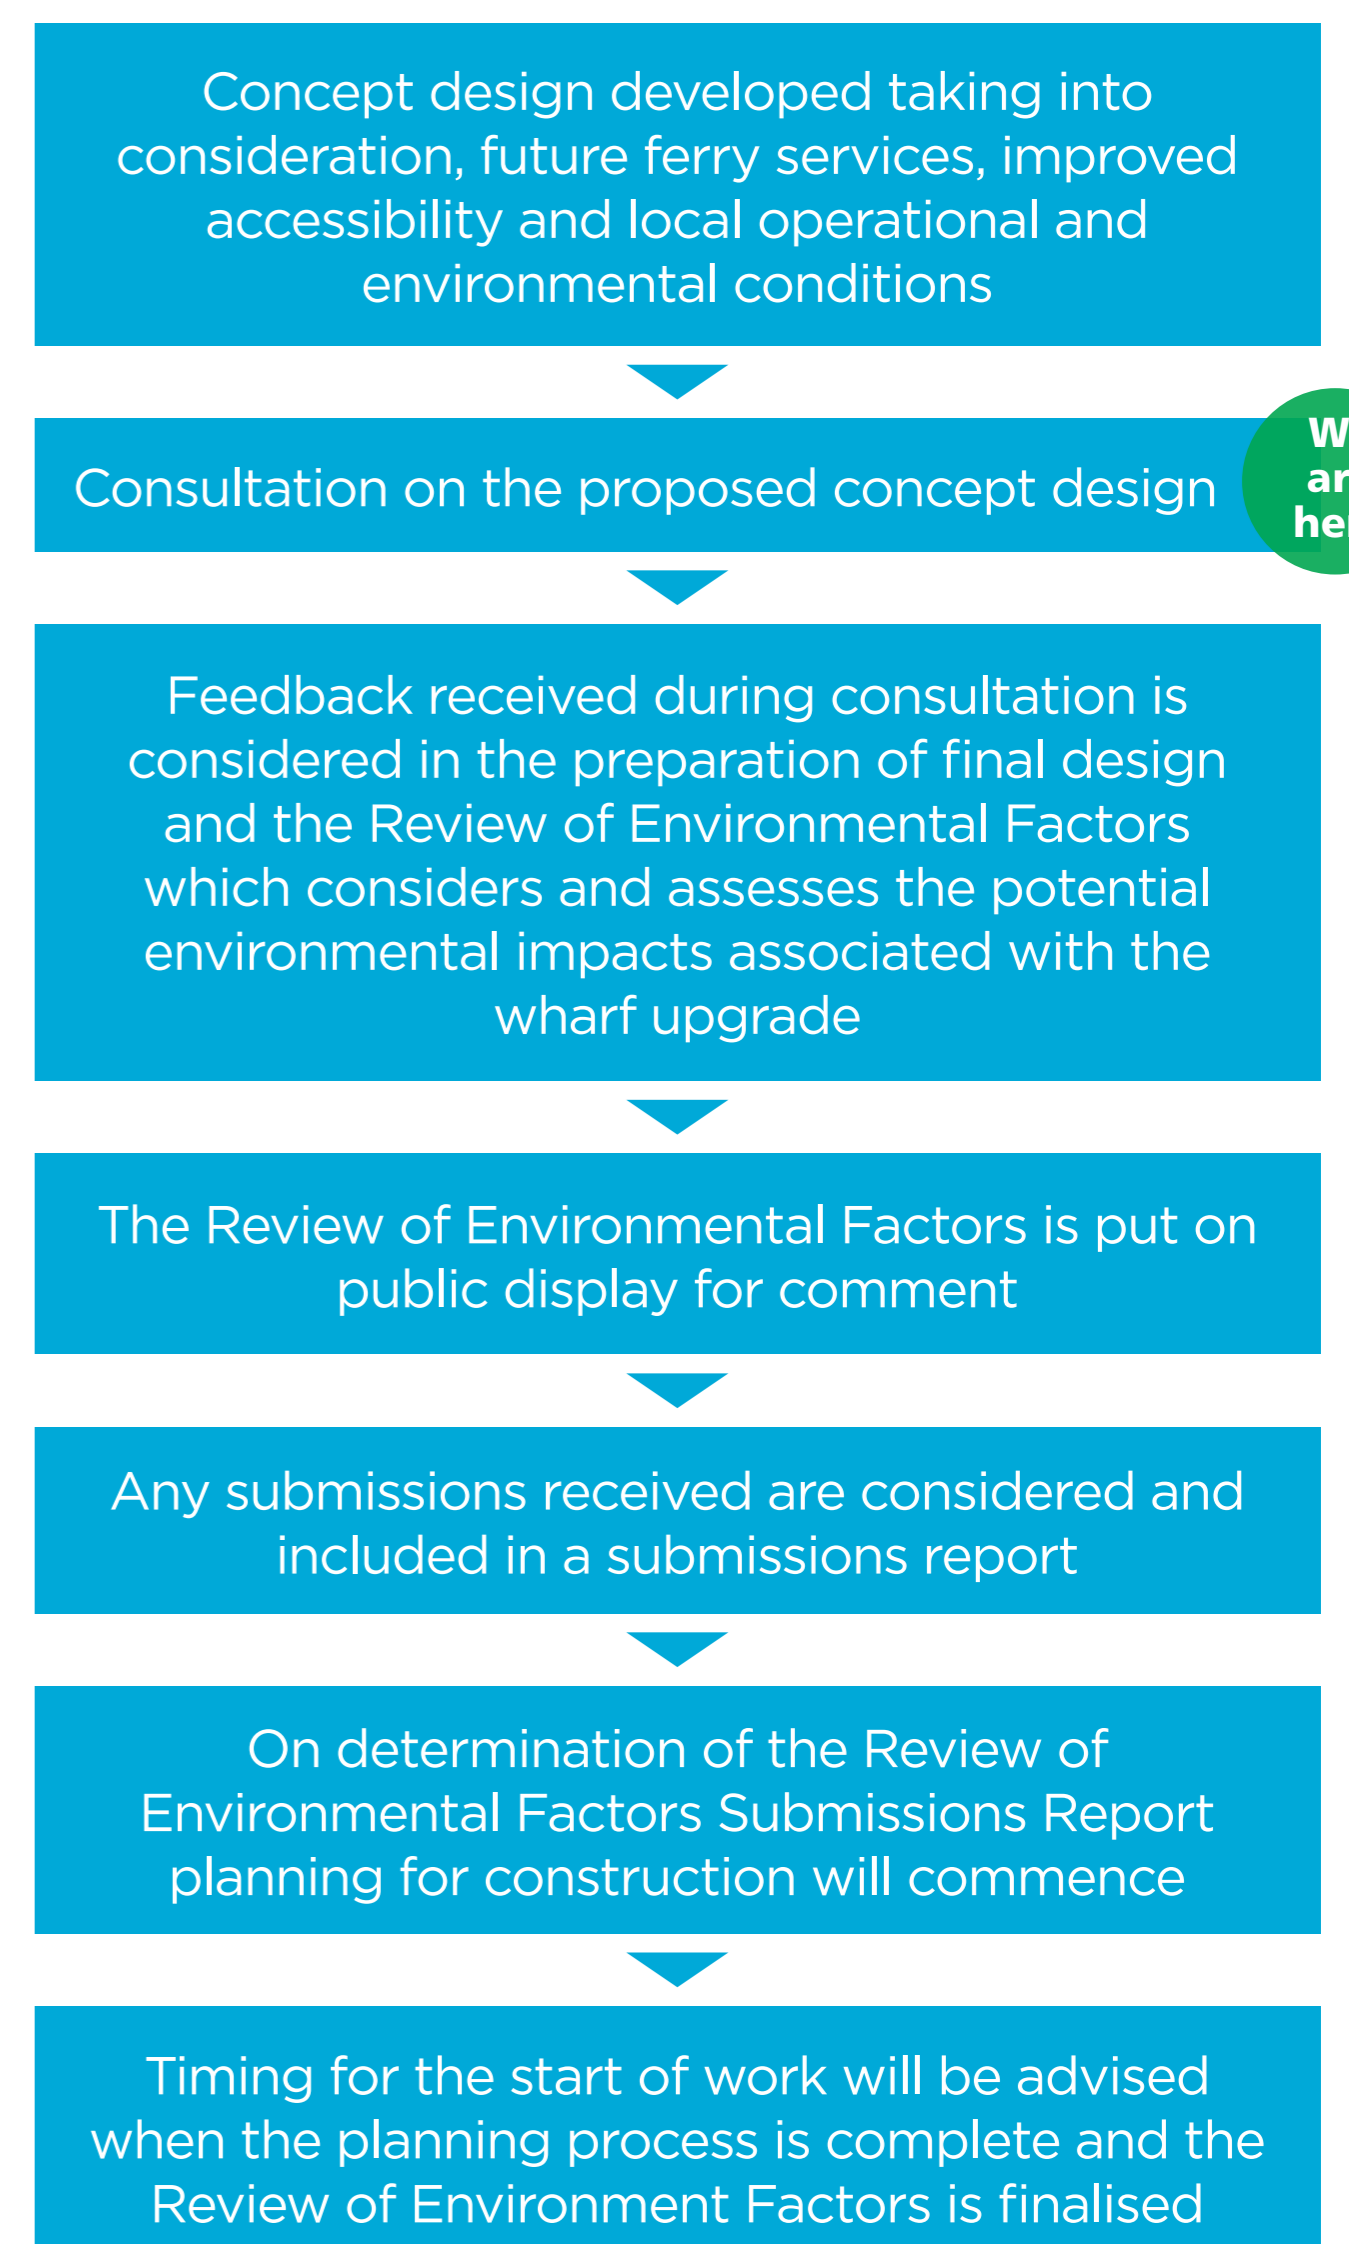 Concept design developed taking into
consideration, future ferry services, improved
accessibility and local operational and
environmental conditions
Consultation on the proposed concept design
Feedback received during consultation is
considered in the preparation of final design
and the Review of Environmental Factors
which considers and assesses the potential
environmental impacts associated with the
wharf upgrade
The Review of Environmental Factors is put on
public display for comment
Any submissions received are considered and
included in a submissions report
On determination of the Review of
Environmental Factors Submissions Report
planning for construction will commence
Timing for the start of work will be advised
when the planning process is complete and the
Review of Environment Factors is finalised